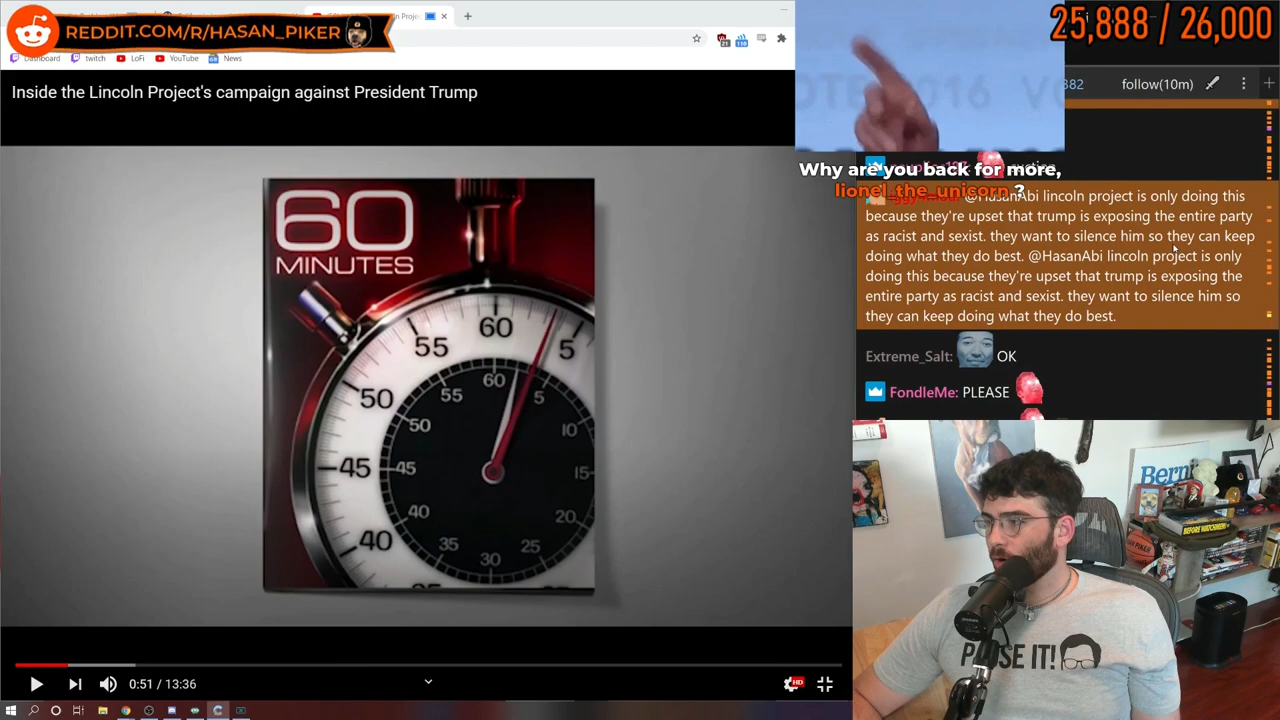 REDDIT.COM/R/HASAN_PIKER
Dashboard
twitch
LoFi
YouTube
News
Inside the Lincoln Project's campaign against President Trump
60
MINUTES
60
5
55
50
45
40
60
5
10
15
20
25
30
35
40
45
50
55
0:51 / 13:36
HD
25,888 / 26,000
382
follow(10m)
2016
Why are you back for more,
lionel_the_unicorn ?
@HasanAbi lincoln project is only doing this
because they're upset that trump is exposing the entire party
as racist and sexist. they want to silence him so they can keep
doing what they do best. @HasanAbi lincoln project is only
doing this because they're upset that trump is exposing the
entire party as racist and sexist. they want to silence him so
they can keep doing what they do best.
Extreme_Salt: OK
FondleMe: PLEASE
Bern
PAUSE IT!